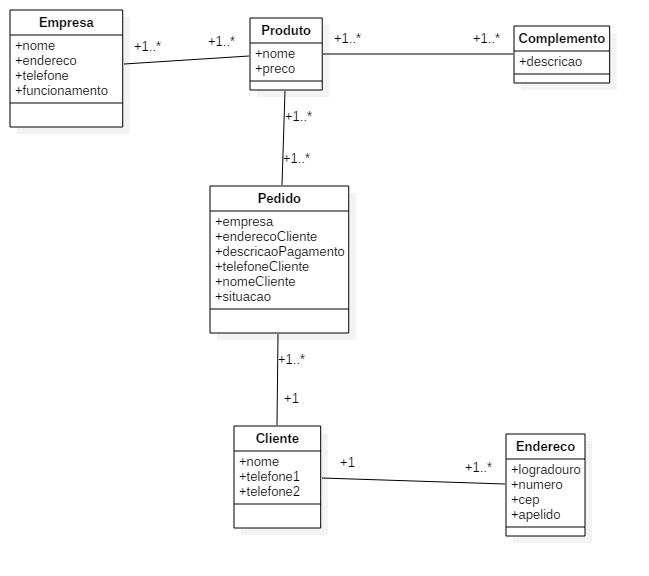 Empresa
+nome
+endereco
+telefone
+funcionamento
+1..*
+1..*
Produto
+nome
+preco
+1..*
+1..*
Complemento
+descricao
+1..*
+1..*
Pedido
+empresa
+enderecoCliente
+descricaoPagamento
+telefoneCliente
+nomeCliente
+situacao
+1..*
+1
Cliente
+nome
+telefone1
+telefone2
+1
+1..*
Endereco
+logradouro
+numero
+cep
+apelido